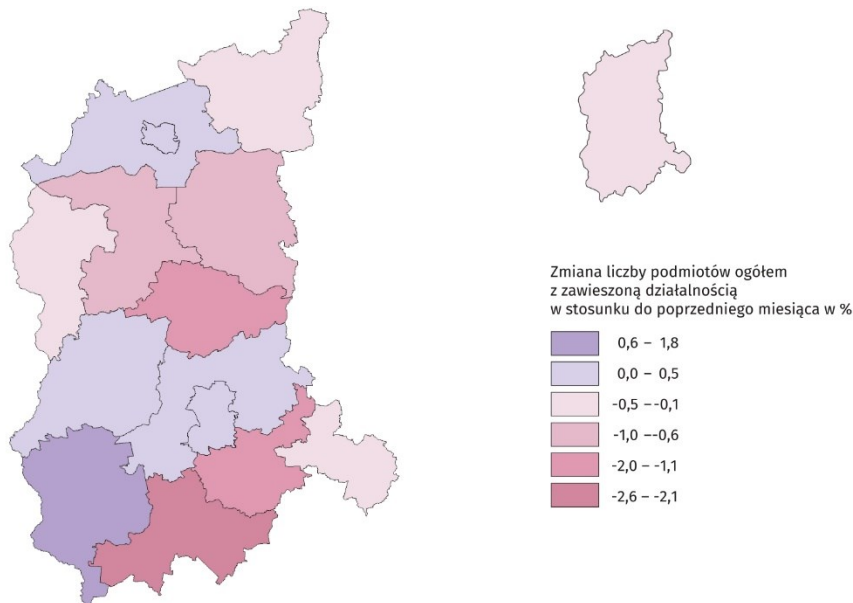 Zmiana liczby podmiotów ogółem
z zawieszoną działalnością
w stosunku do poprzedniego miesiąca w %
0,6 – 1,8
0,0 – 0,5
-0,5 – -0,1
-1,0 – -0,6
-2,0 – -1,1
-2,6 – -2,1